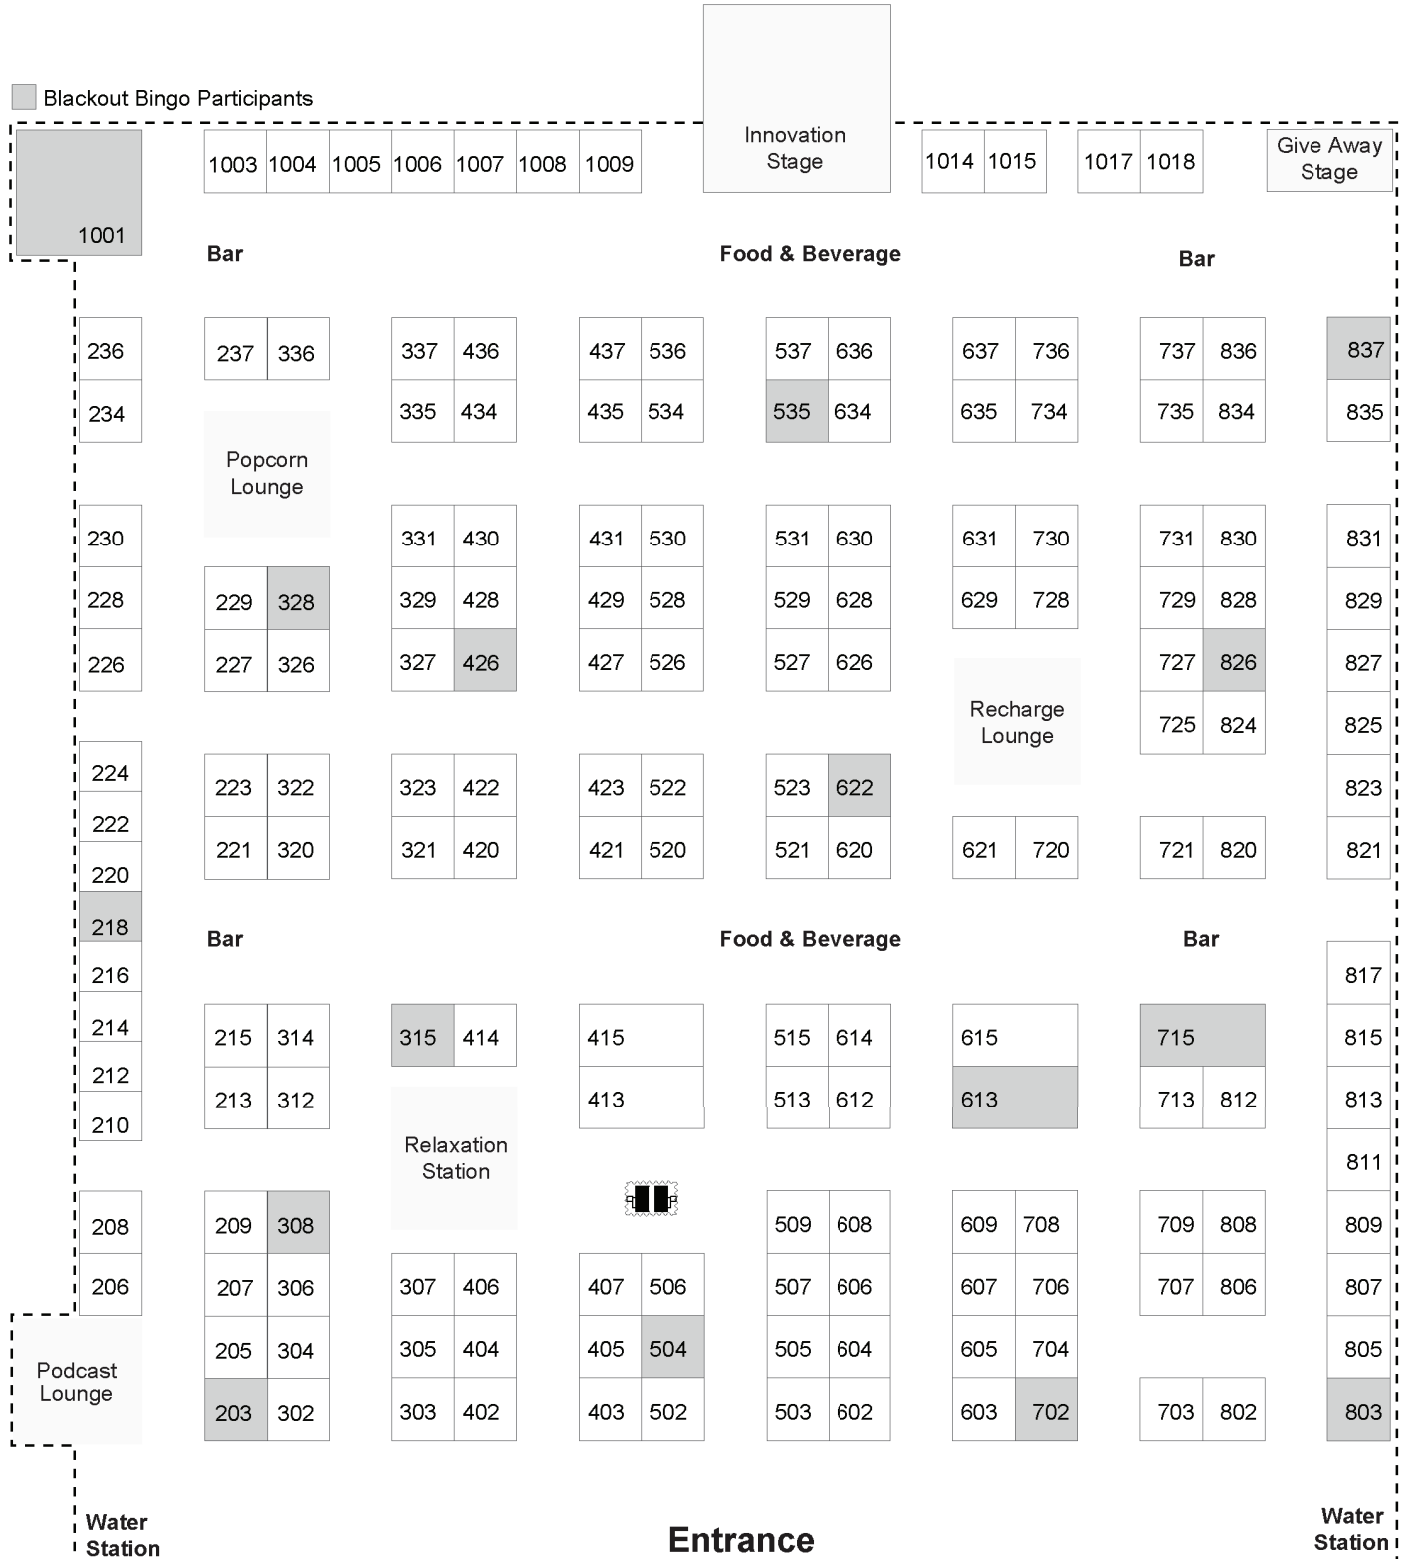 Blackout Bingo Participants
Innovation
Stage
Give Away
Stage
1003 1004 1005 1006 1007 1008 1009 1014 1015 1017 1018
1001
Bar Food & Beverage Bar
236 237 336 337 436 437 536 537 636 637 736 737 836 837
234 335 434 435 534 535 634 635 734 735 834 835
Popcorn
Lounge
230 331 430 431 530 531 630 631 730 731 830 831
228 229 328 329 428 429 528 529 628 629 728 729 828 829
226 227 326 327 426 427 526 527 626 727 826 827
Recharge
Lounge
725 824 825
224 223 322 323 422 423 522 523 622 823
222
221 320 321 420 421 520 521 620 621 720 721 820 821
220
218
Bar Food & Beverage Bar
216 817
214 215 314 315 414 415 515 614 615 715 815
212 213 312 413 513 612 613 713 812 813
210
Relaxation
Station
811
208 209 308 509 608 609 708 709 808 809
206 207 306 307 406 407 506 507 606 607 706 707 806 807
205 304 305 404 405 504 505 604 605 704 805
Podcast
Lounge
203 302 303 402 403 502 503 602 603 702 703 802 803
Water
Station
Entrance
Water
Station